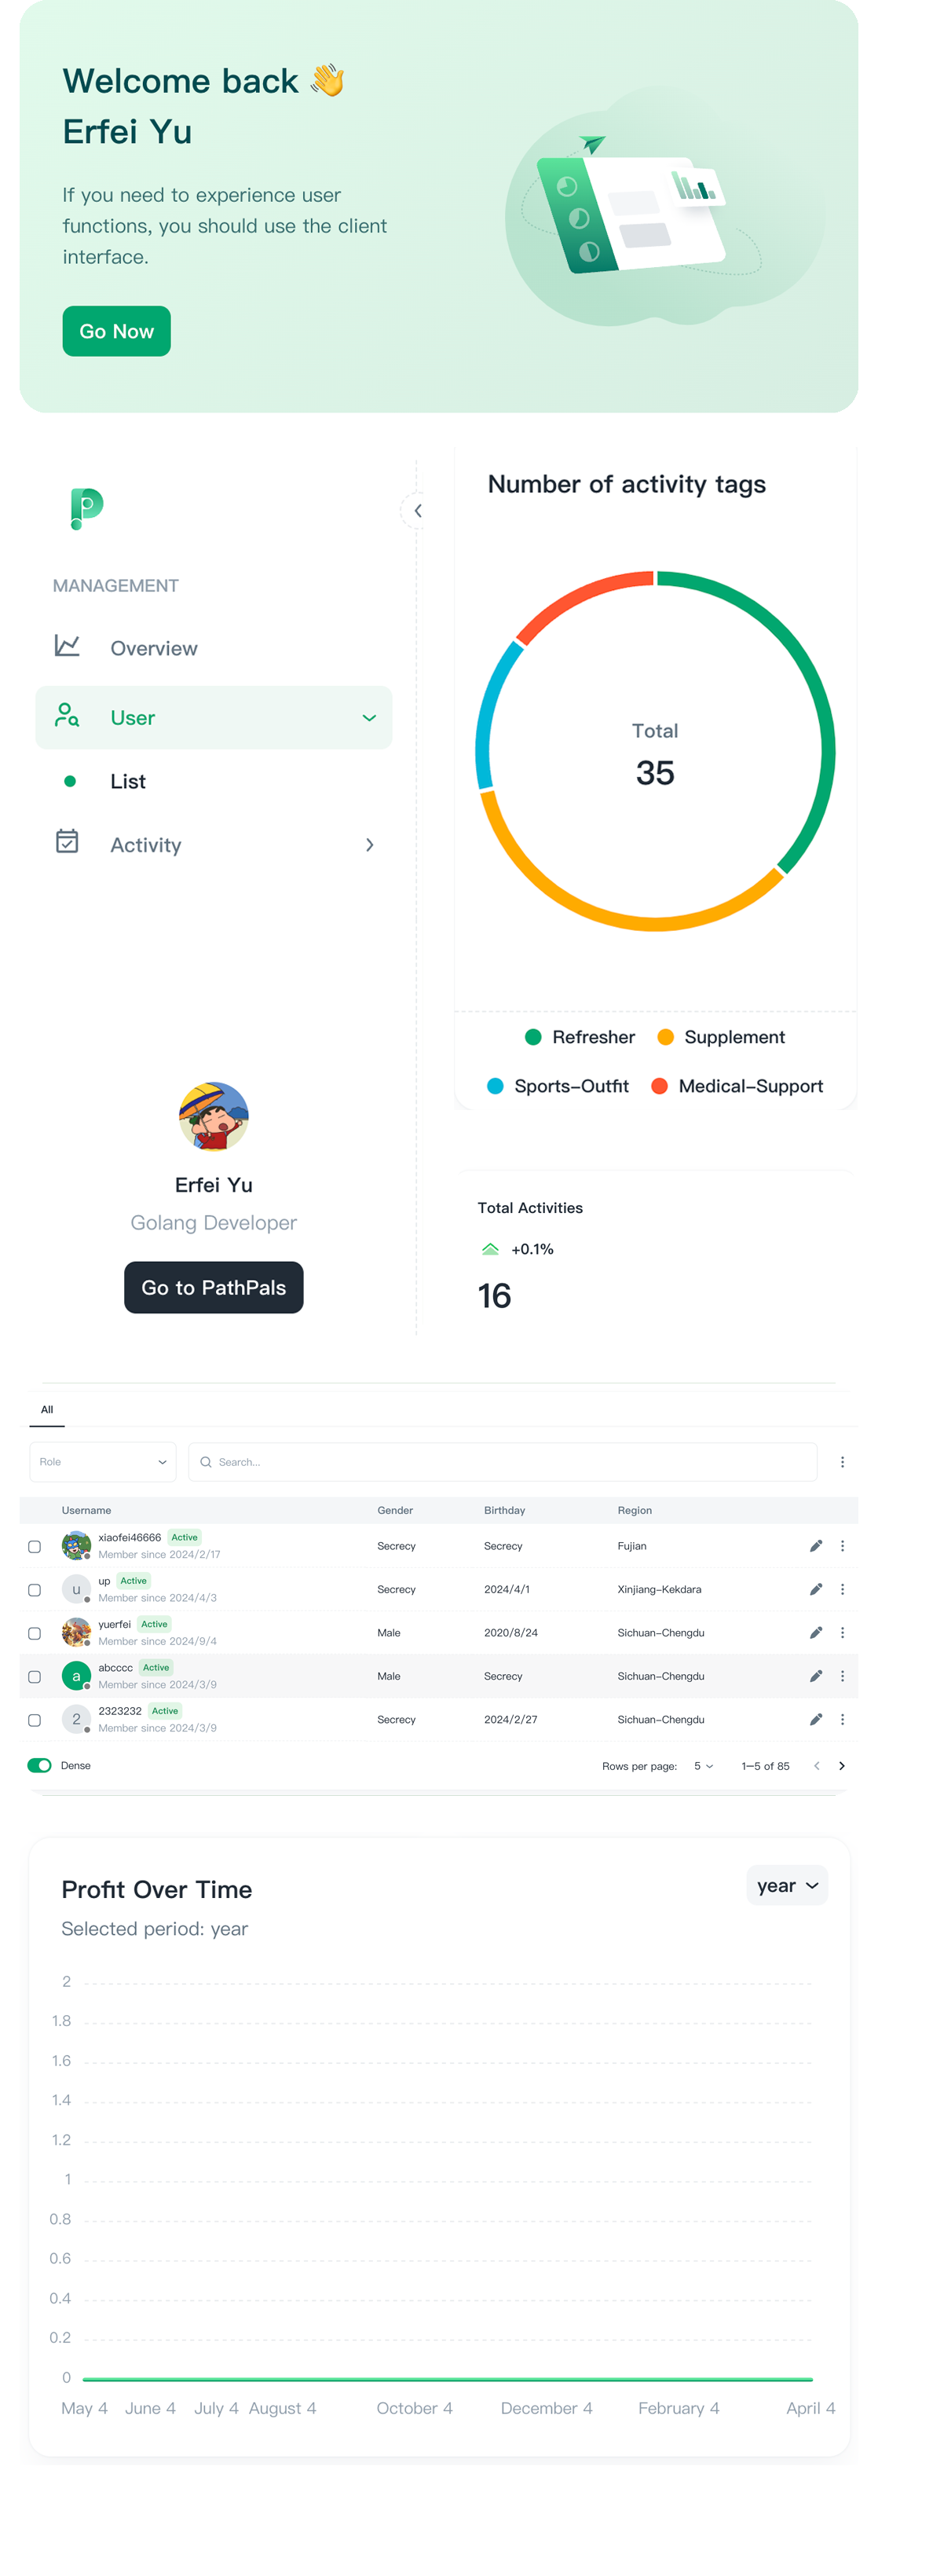 Welcome back 👋
Erfei Yu
If you need to experience user
functions, you should use the client
interface.
Go Now
MANAGEMENT
Overview
User
List
Activity
Erfei Yu
Golang Developer
Go to PathPals
Number of activity tags
Total
35
Refresher Supplement
Sports-Outfit Medical-Support
Total Activities
+0.1%
16
All
Role Search...
Username Gender Birthday Region
xiaofei46666 Active
Member since 2024/2/17
Secrecy Secrecy Fujian
u
up Active
Member since 2024/4/3
Secrecy 2024/4/1 Xinjiang-Kekdara
yuerfei Active
Member since 2024/9/4
Male 2020/8/24 Sichuan-Chengdu
a
abcccc Active
Member since 2024/3/9
Male Secrecy Sichuan-Chengdu
2
2323232 Active
Member since 2024/3/9
Secrecy 2024/2/27 Sichuan-Chengdu
Dense Rows per page: 5 1–5 of 85
Profit Over Time
year
Selected period: year
2
1.8
1.6
1.4
1.2
1
0.8
0.6
0.4
0.2
0
May 4 June 4 July 4 August 4 October 4 December 4 February 4 April 4